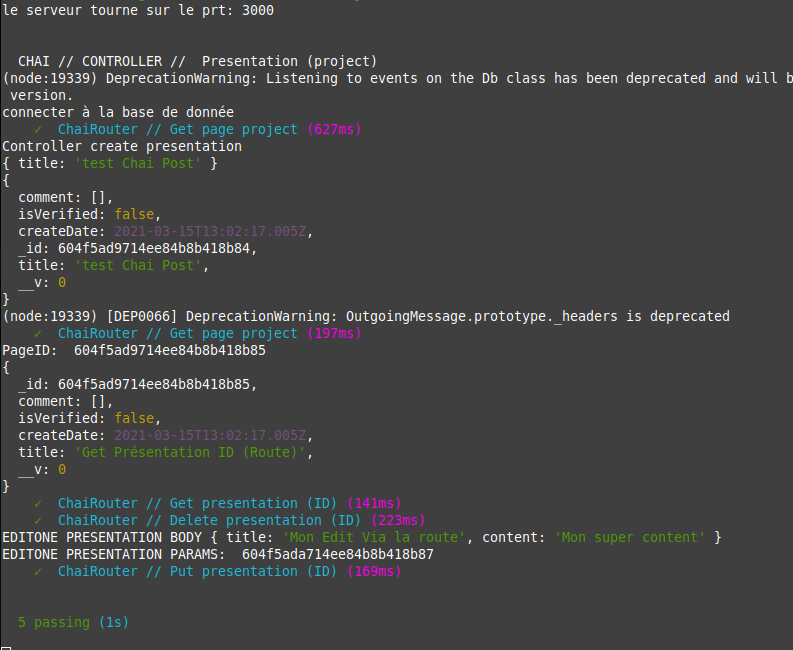 le serveur tourne sur le prt: 3000
CHAI // CONTROLLER //  Presentation (project)
(node:19339) DeprecationWarning: Listening to events on the Db class has been deprecated and will b
version.
connecter à la base de donnée
✓  ChaiRouter // Get page project (627ms)
Controller create presentation
{ title: 'test Chai Post' }
{
comment: [],
isVerified: false,
createDate: 2021-03-15T13:02:17.005Z,
_id: 604f5ad9714ee84b8b418b84,
title: 'test Chai Post',
__v: 0
}
(node:19339) [DEP0066] DeprecationWarning: OutgoingMessage.prototype._headers is deprecated
✓  ChaiRouter // Get page project (197ms)
PageID:  604f5ad9714ee84b8b418b85
{
_id: 604f5ad9714ee84b8b418b85,
comment: [],
isVerified: false,
createDate: 2021-03-15T13:02:17.005Z,
title: 'Get Présentation ID (Route)',
__v: 0
}
✓  ChaiRouter // Get presentation (ID) (141ms)
✓  ChaiRouter // Delete presentation (ID) (223ms)
EDITONE PRESENTATION BODY { title: 'Mon Edit Via la route', content: 'Mon super content' }
EDITONE PRESENTATION PARAMS:  604f5ada714ee84b8b418b87
✓  ChaiRouter // Put presentation (ID) (169ms)
5 passing (1s)